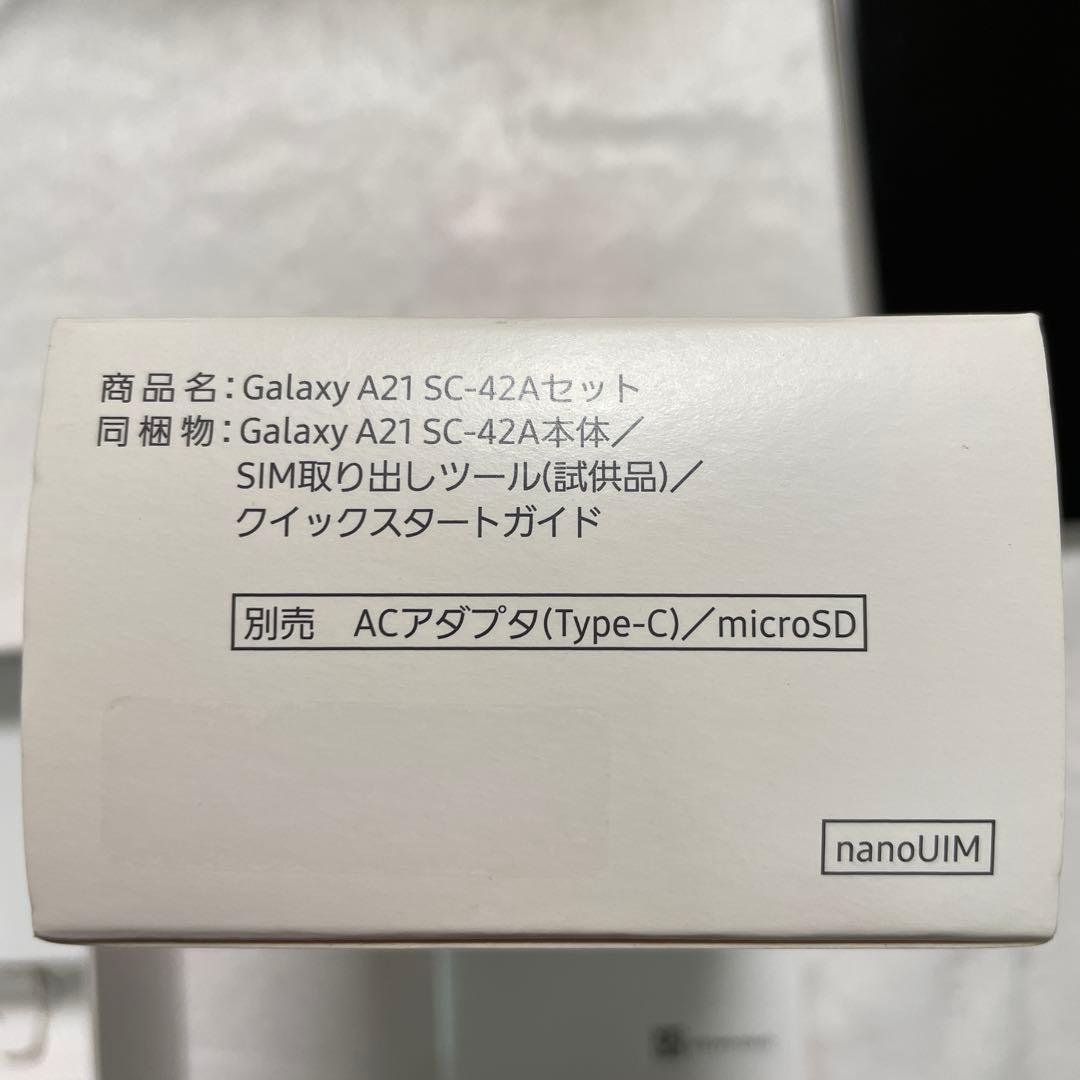 商品名：Galaxy A21 SC-42Aセット
同梱物：Galaxy A21 SC-42A本体／
SIM取り出しツール(試供品)／
クイックスタートガイド
別売　ACアダプタ(Type-C)／microSD
nanoUIM